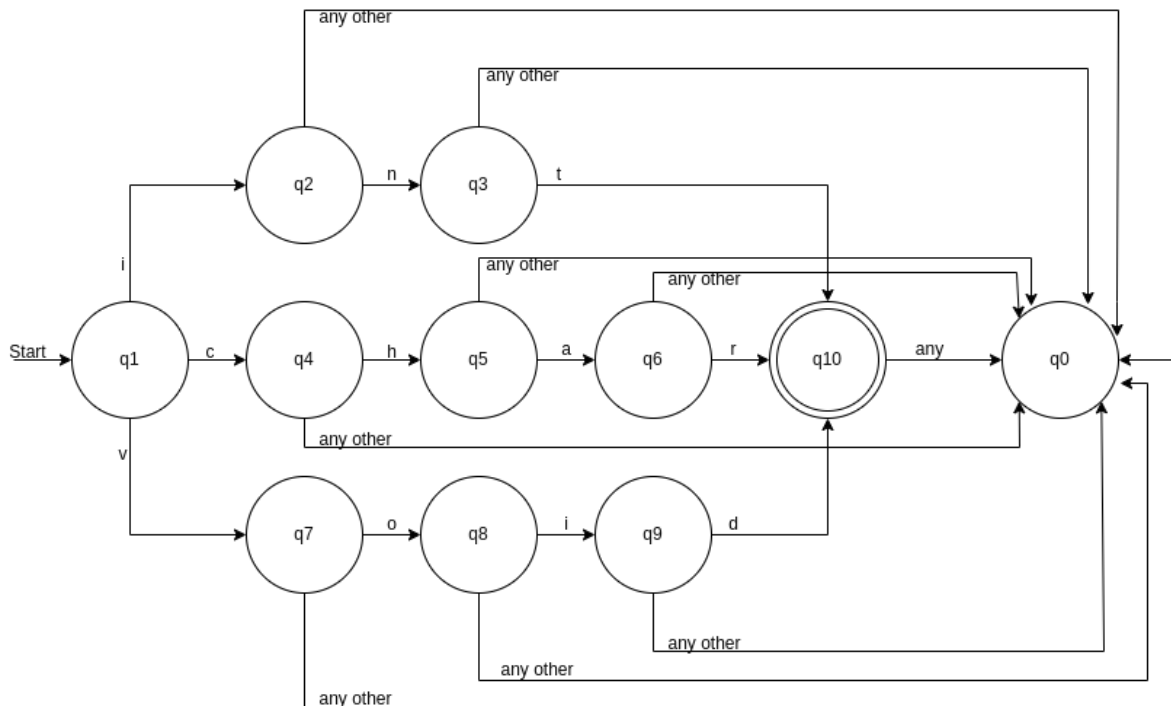 any other
any other
q2
n
q3
t
i
any other
any other
Start
q1
c
q4
h
q5
a
q6
r
q10
any
q0
any other
v
q7
o
q8
i
q9
d
any other
any other
any other